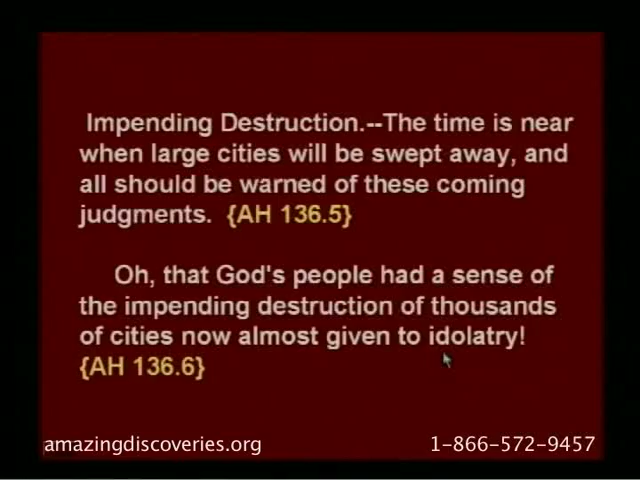 Impending Destruction.--The time is near
when large cities will be swept away, and
all should be warned of these coming
judgments. {AH 136.5}
Oh, that God's people had a sense of
the impending destruction of thousands
of cities now almost given to idolatry!
{AH 136.6}
amazingdiscoveries.org 1-866-572-9457